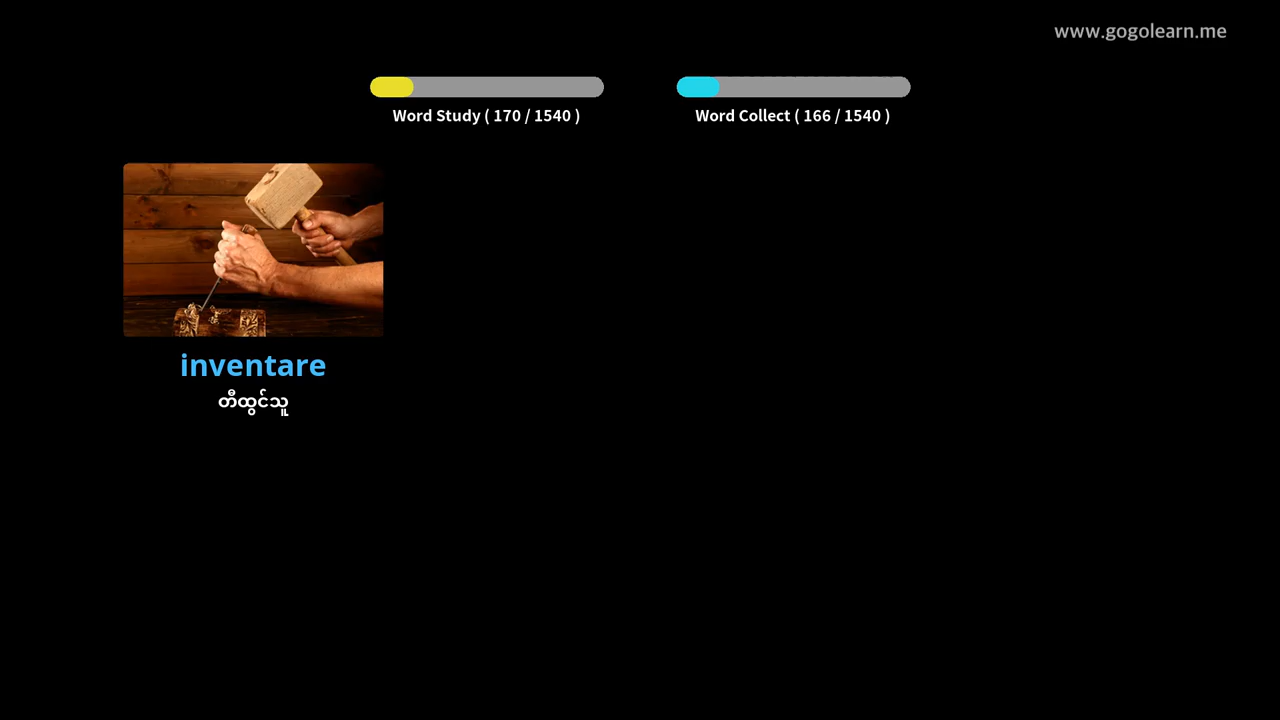 www.gogolearn.me
Word Study ( 170 / 1540 )
Word Collect ( 166 / 1540 )
inventare
တီထွင်သူ